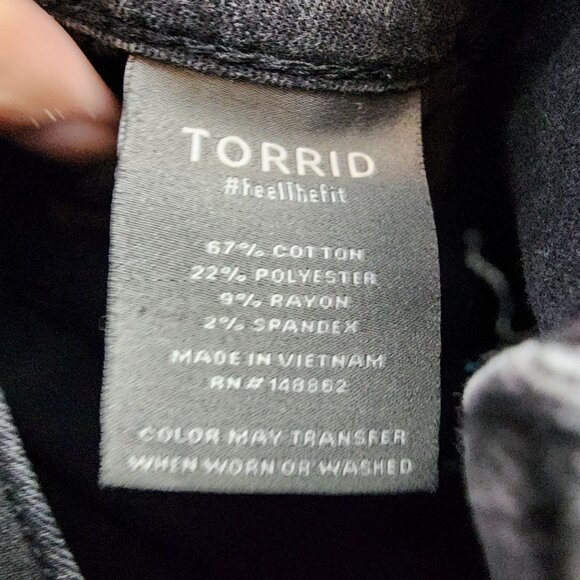 TORRID
#FeelTheFit
67% COTTON
22% POLYESTER
9% RAYON
2% SPANDEX
MADE IN VIETNAM
RN# 148862
COLOR MAY TRANSFER
WHEN WORN OR WASHED